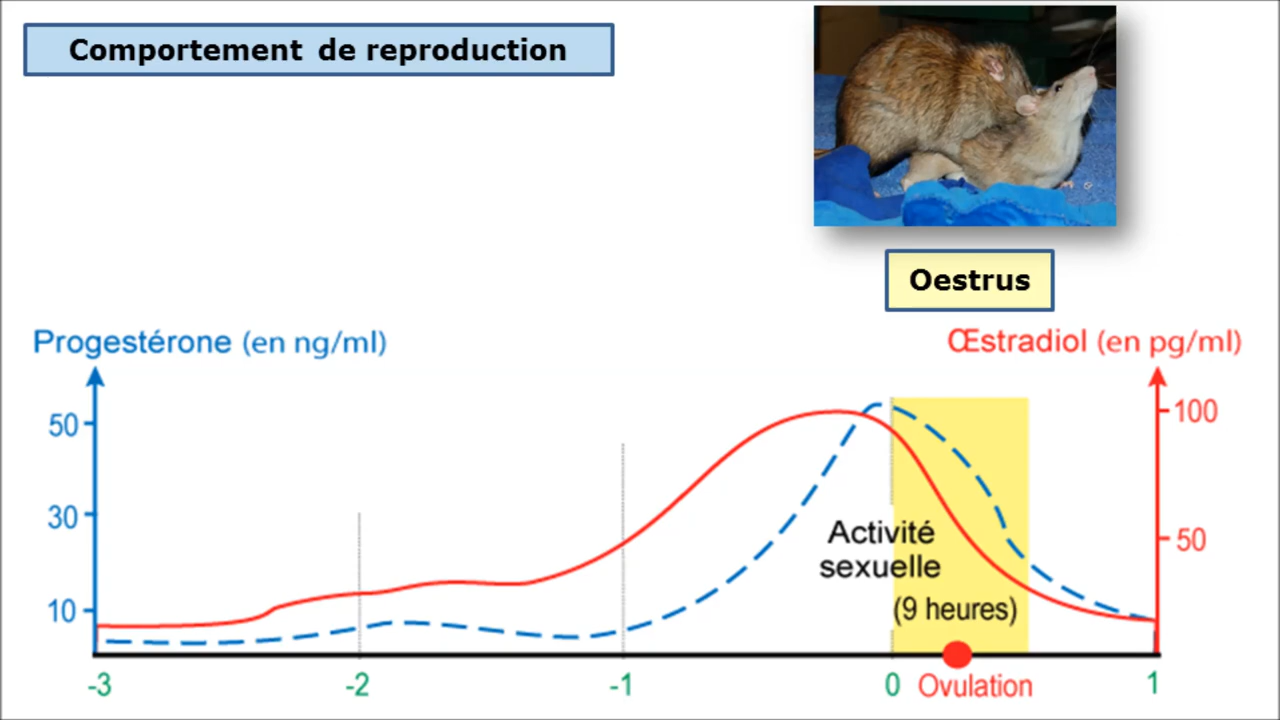 Comportement de reproduction
Oestrus
Progestérone (en ng/ml)
Œstradiol (en pg/ml)
50
30
10
100
50
Activité
sexuelle
(9 heures)
-3
-2
-1
0
Ovulation
1